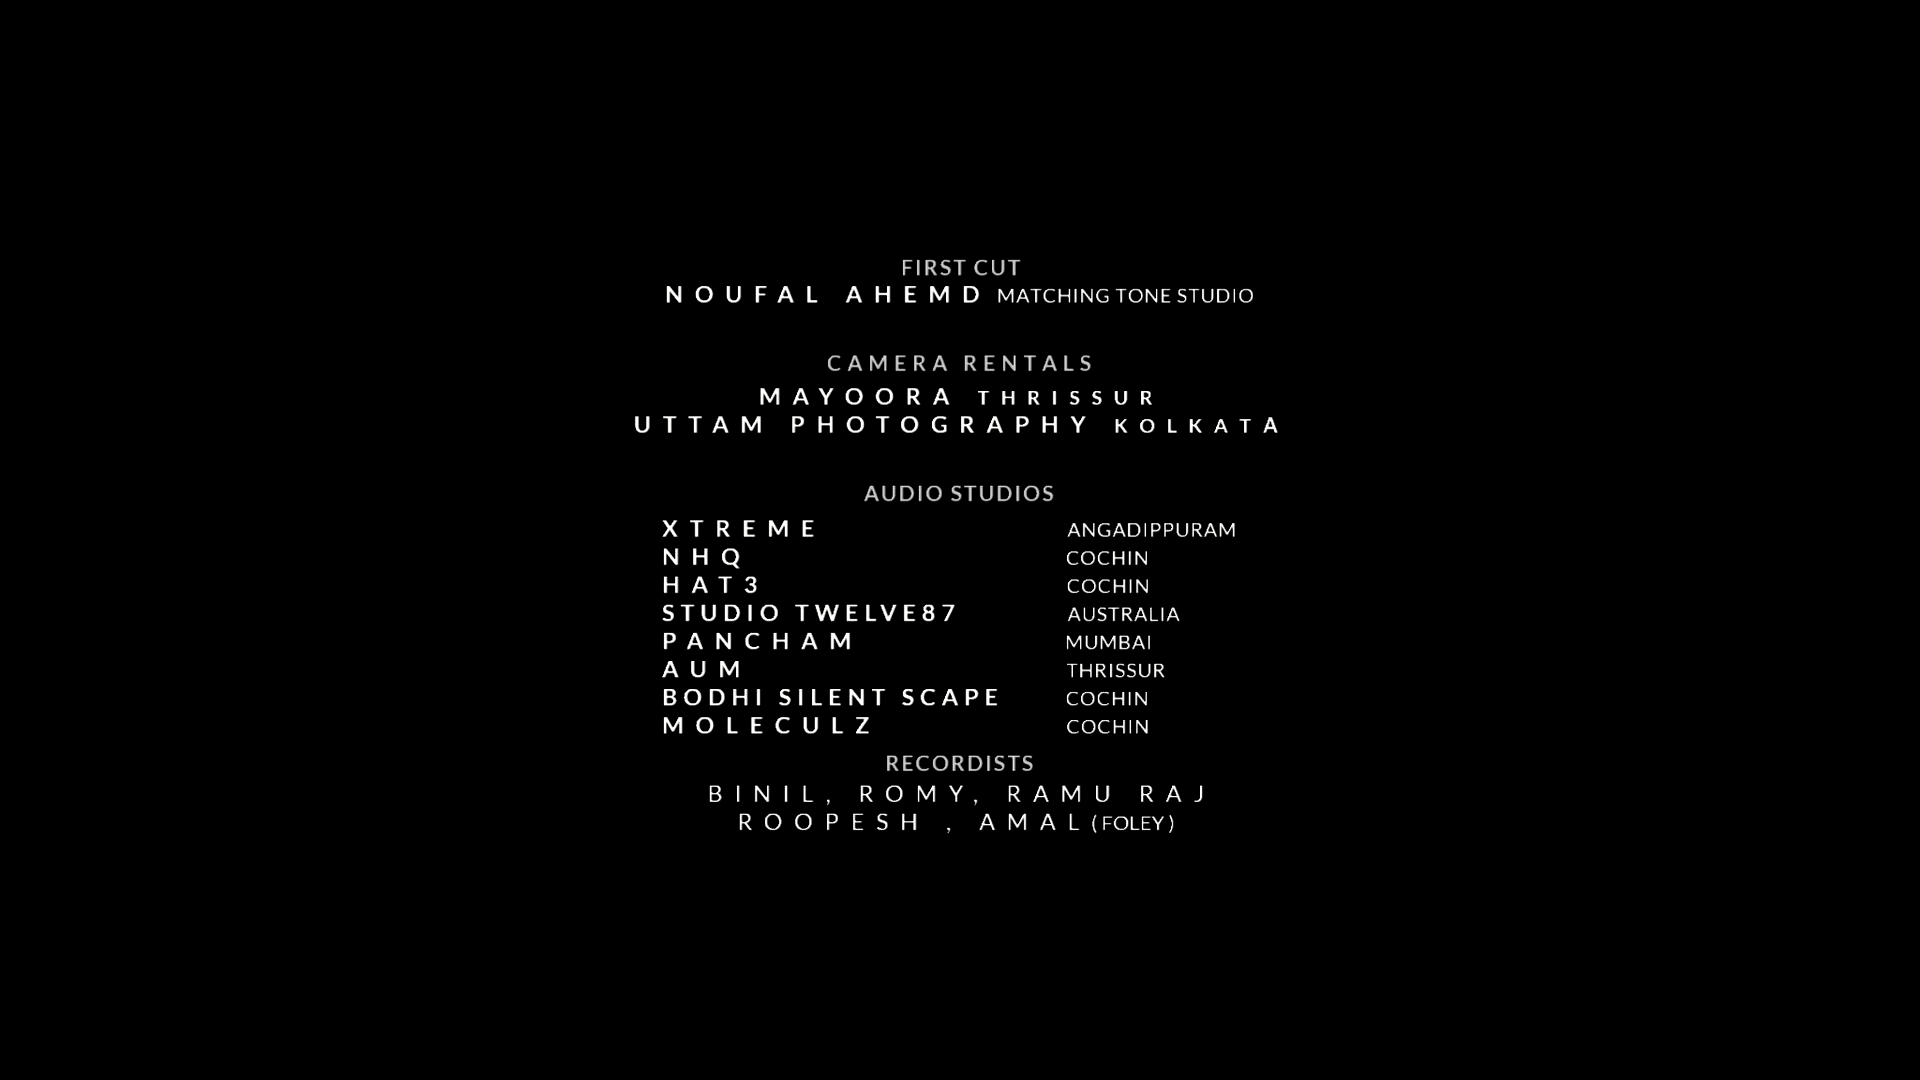 FIRST CUT
NOUFAL AHEMD MATCHING TONE STUDIO
CAMERA RENTALS
MAYOORA THRISSUR
UTTAM PHOTOGRAPHY KOLKATA
AUDIO STUDIOS
XTREME ANGADIPPURAM
NHQ COCHIN
HAT3 COCHIN
STUDIO TWELVE87 AUSTRALIA
PANCHAM MUMBAI
AUM THRISSUR
BODHI SILENT SCAPE COCHIN
MOLECULZ COCHIN
RECORDISTS
BINIL, ROMY, RAMU RAJ
ROOPESH , AMAL (FOLEY)